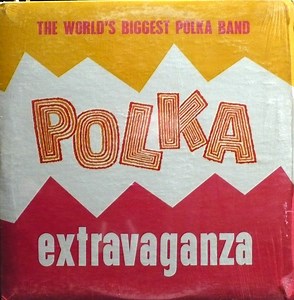 THE WORLD'S BIGGEST POLKA BAND
POLKA
extravaganza